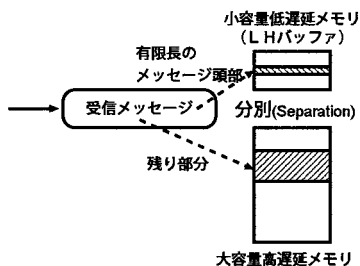 小容量低遅延メモリ
（ＬＨバッファ）
有限長の
メッセージ頭部
受信メッセージ
分別(Separation)
残り部分
大容量高遅延メモリ